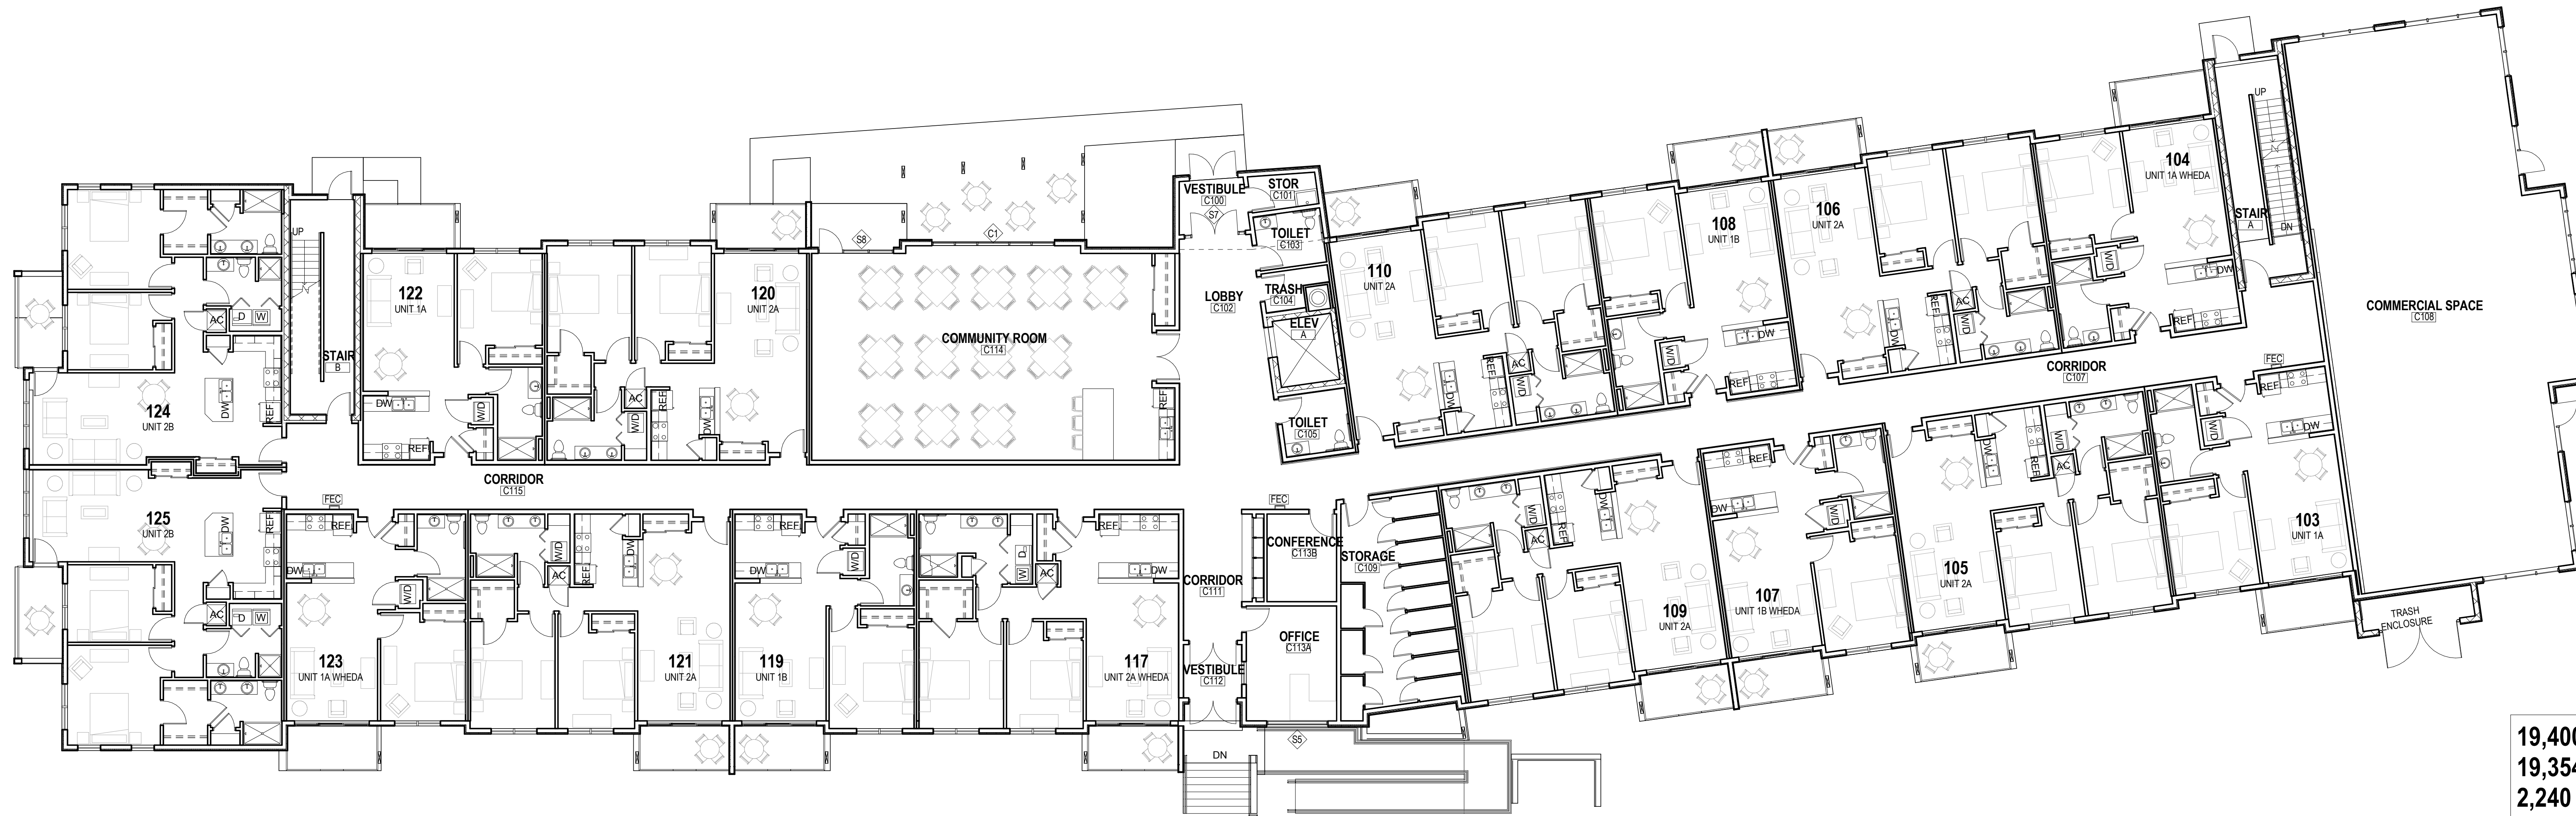 VESTIBULE
C100
STOR
C101
S7
TOILET
C103
LOBBY
C102
TRASH
C104
ELEV
A
TOILET
C105
S8
C1
COMMUNITY ROOM
C114
REF.
120
UNIT 2A
AC
W/D
REF.
DW
122
UNIT 1A
DW
REF.
W/D
UP
STAIR
B
AC
D
W
DW
REF.
124
UNIT 2B
125
UNIT 2B
DW
REF.
AC
D
W
CORRIDOR
C115
FEC
REF.
DW
W/D
123
UNIT 1A WHEDA
W/D
AC
REF.
DW
121
UNIT 2A
REF.
DW
W/D
119
UNIT 1B
D
W
AC
REF.
DW
117
UNIT 2A WHEDA
CORRIDOR
C111
VESTIBULE
C112
DN
FEC
CONFERENCE
C113B
OFFICE
C113A
S5
STORAGE
C109
110
UNIT 2A
DW
REF.
AC
W/D
108
UNIT 1B
DW
REF.
W/D
106
UNIT 2A
DW
REF.
AC
W/D
104
UNIT 1A WHEDA
W/D
DW
REF.
UP
STAIR
A
DN
COMMERCIAL SPACE
C108
FEC
CORRIDOR
C107
W/D
AC
REF.
DW
109
UNIT 2A
REF.
DW
W/D
107
UNIT 1B WHEDA
DW
REF.
W/D
AC
105
UNIT 2A
W/D
REF.
DW
103
UNIT 1A
TRASH
ENCLOSURE
19,400
19,354
2,240